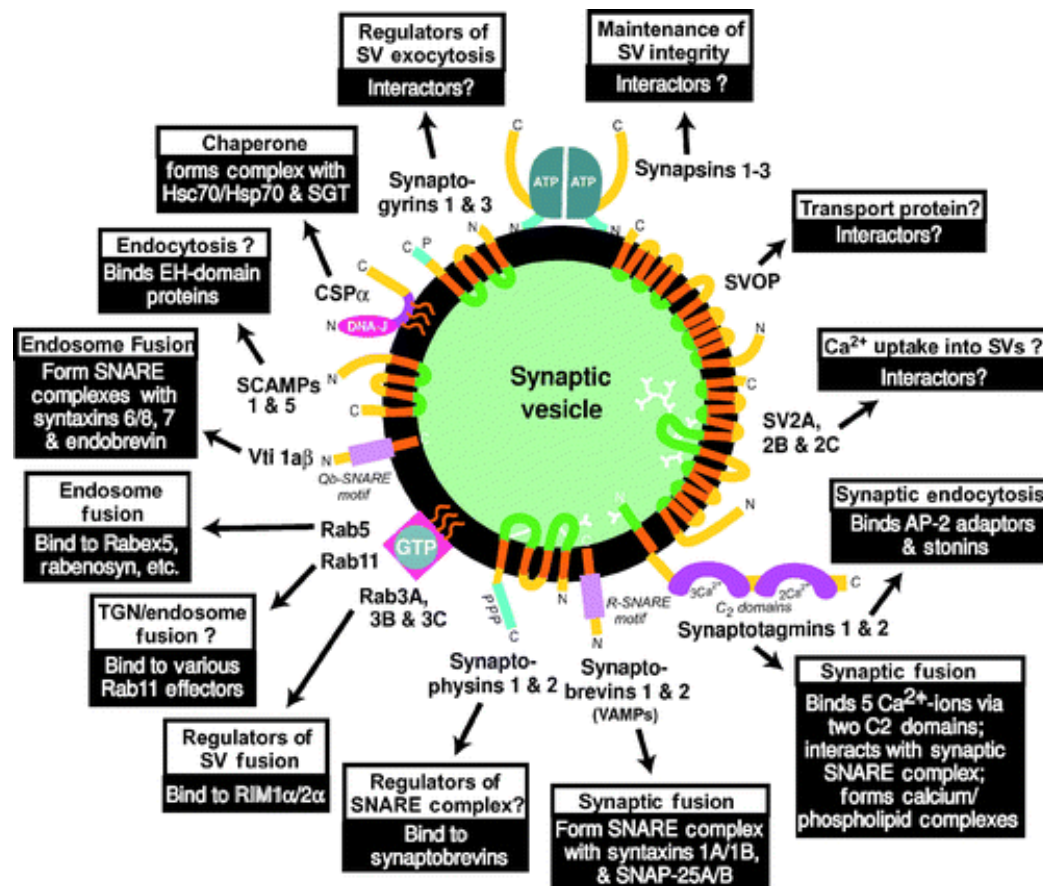 Regulators of
SV exocytosis
Interactors?
Maintenance of
SV integrity
Interactors ?
Chaperone
forms complex with
Hsc70/Hsp70 & SGT
Synapto-
gyrins 1 & 3
C
C
ATP
ATP
N
N
Synapsins 1-3
Transport protein?
Interactors?
SVOP
Endocytosis ?
Binds EH-domain
proteins
CSPα
C
P
N
C
C
N
DNA-J
Endosome Fusion
Form SNARE
complexes with
syntaxins 6/8, 7
& endobrevin
SCAMPs
1 & 5
N
C
Vti 1aβ
N
Qb-SNARE
motif
Synaptic
vesicle
N
C
Ca2+ uptake into SVs ?
Interactors?
SV2A,
2B & 2C
N
N
Synaptic endocytosis
Binds AP-2 adaptors
& stonins
Endosome
fusion
Bind to Rabex5,
rabenosyn, etc.
Rab5
Rab11
GTP
Rab3A,
3B & 3C
TGN/endosome
fusion ?
Bind to various
Rab11 effectors
PPP
C
C
N
R-SNARE
motif
N
3Ca2+
2Ca2+
C
C2 domains
Synaptotagmins 1 & 2
Synapto-
physins 1 & 2
Synapto-
brevins 1 & 2
(VAMPs)
Synaptic fusion
Binds 5 Ca2+-ions via
two C2 domains;
interacts with synaptic
SNARE complex;
forms calcium/
phospholipid complexes
Regulators of
SV fusion
Bind to RIM1α/2α
Regulators of
SNARE complex?
Bind to
synaptobrevins
Synaptic fusion
Form SNARE complex
with syntaxins 1A/1B,
& SNAP-25A/B